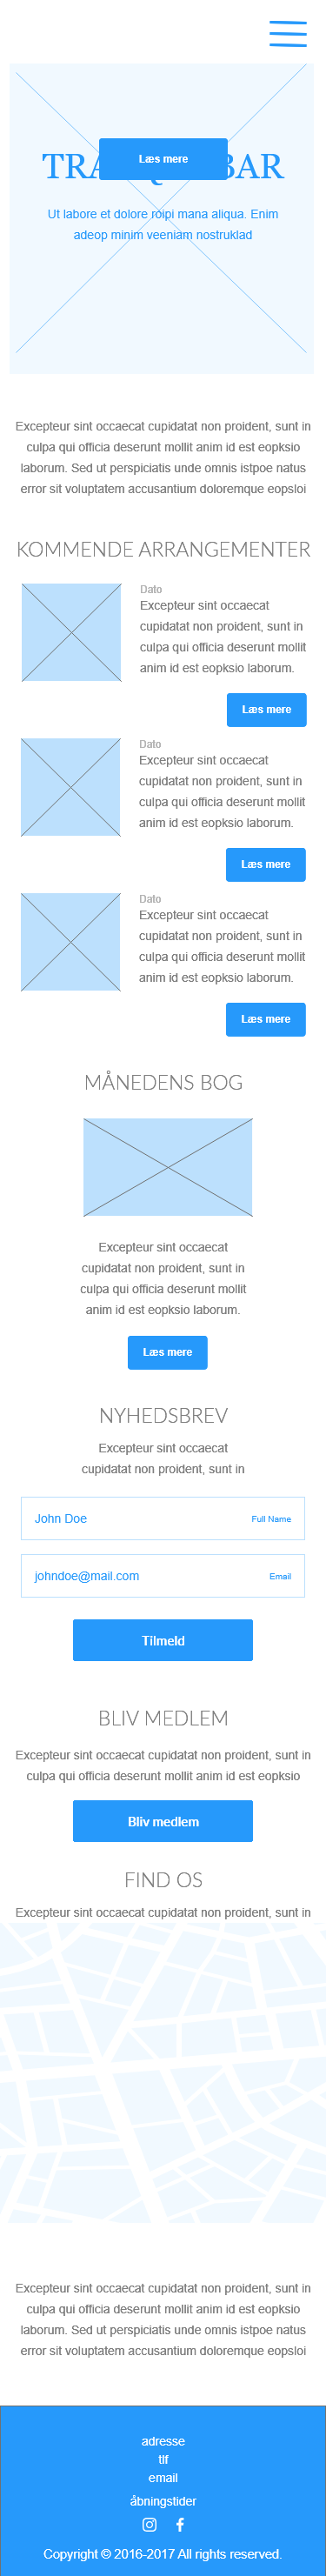 Læs mere
Ut labore et dolore roipi mana aliqua. Enim
adeop minim veeniam nostruklad
Excepteur sint occaecat cupidatat non proident, sunt in
culpa qui officia deserunt mollit anim id est eopksio
laborum. Sed ut perspiciatis unde omnis istpoe natus
error sit voluptatem accusantium doloremque eopsloi
KOMMENDE ARRANGEMENTER
Dato
Excepteur sint occaecat
cupidatat non proident, sunt in
culpa qui officia deserunt mollit
anim id est eopksio laborum.
Læs mere
Dato
Excepteur sint occaecat
cupidatat non proident, sunt in
culpa qui officia deserunt mollit
anim id est eopksio laborum.
Læs mere
Dato
Excepteur sint occaecat
cupidatat non proident, sunt in
culpa qui officia deserunt mollit
anim id est eopksio laborum.
Læs mere
MÅNEDENS BOG
Excepteur sint occaecat
cupidatat non proident, sunt in
culpa qui officia deserunt mollit
anim id est eopksio laborum.
Læs mere
NYHEDSBREV
Excepteur sint occaecat
cupidatat non proident, sunt in
John Doe Full Name
johndoe@mail.com Email
Tilmeld
BLIV MEDLEM
Excepteur sint occaecat cupidatat non proident, sunt in
culpa qui officia deserunt mollit anim id est eopksio
Bliv medlem
FIND OS
Excepteur sint occaecat cupidatat non proident, sunt in
Excepteur sint occaecat cupidatat non proident, sunt in
culpa qui officia deserunt mollit anim id est eopksio
laborum. Sed ut perspiciatis unde omnis istpoe natus
error sit voluptatem accusantium doloremque eopsloi
adresse
tlf
email
åbningstider
Copyright © 2016-2017 All rights reserved.